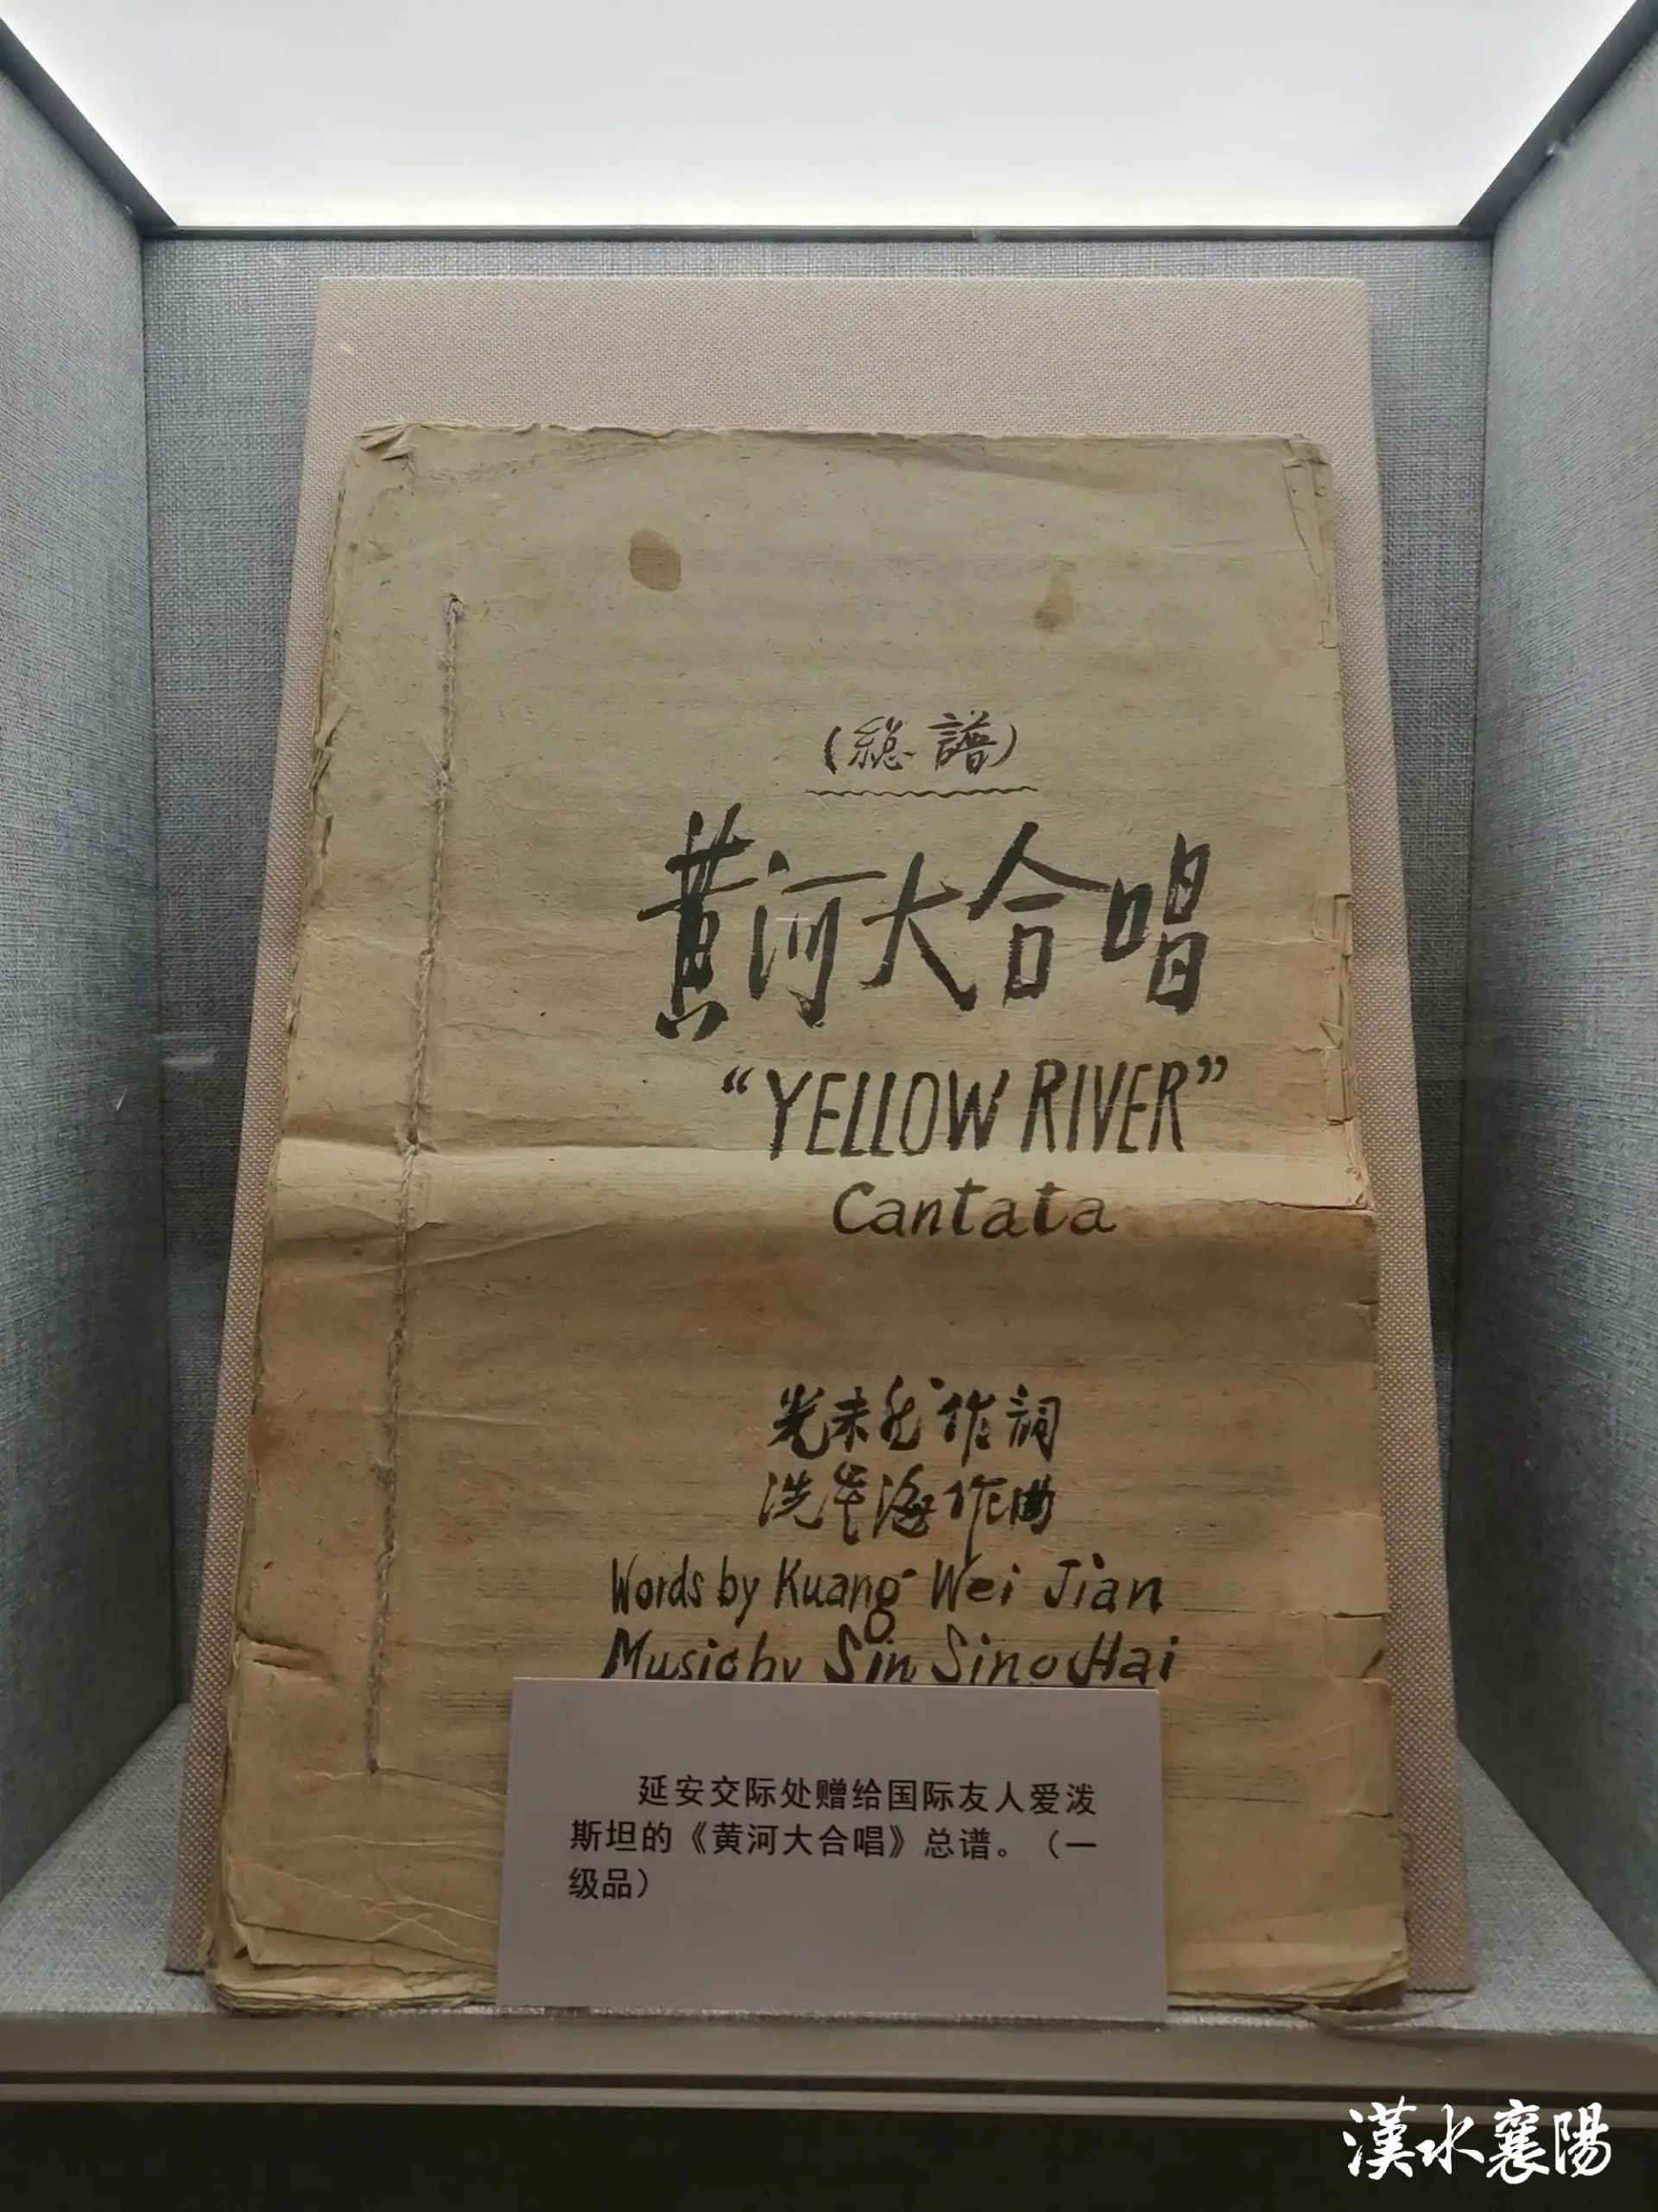 （總譜）
黄河大合唱
“YELLOW RIVER”
Cantata
光未然作詞
洗星海作曲
Words by Kuang Wei Jian
Music by Sin Sing Hai
延安交际处赠给国际友人爱泼
斯坦的《黄河大合唱》总谱。（一
级品）
漢水襄陽